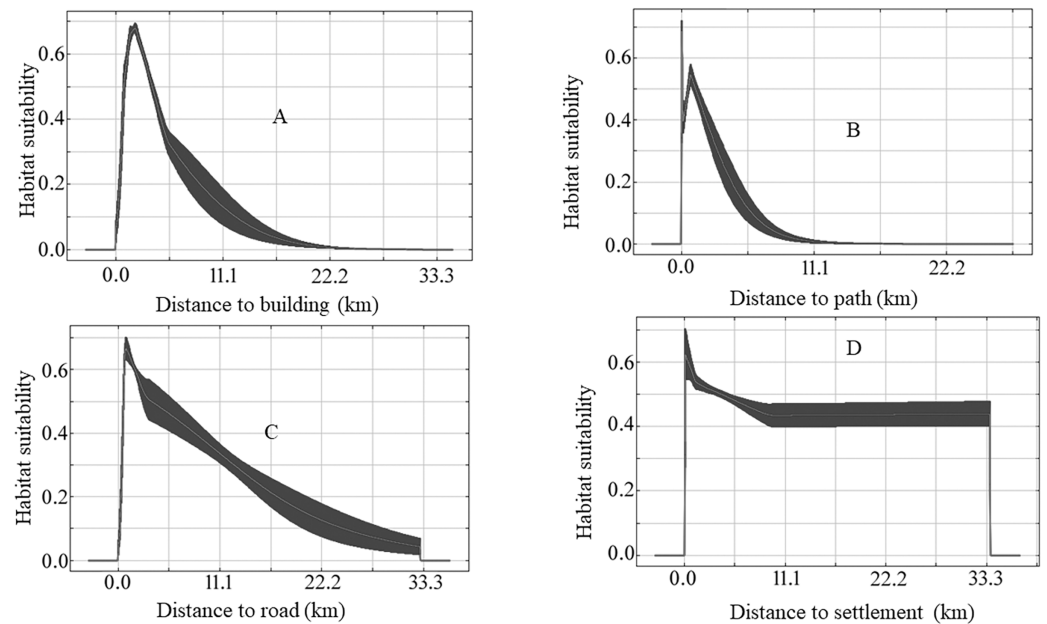 Habitat suitability
0.6
0.4
0.2
0.0
A
0.0 11.1 22.2 33.3
Distance to building (km)
Habitat suitability
0.6
0.4
0.2
0.0
B
0.0 11.1 22.2
Distance to path (km)
Habitat suitability
0.6
0.4
0.2
0.0
C
0.0 11.1 22.2 33.3
Distance to road (km)
Habitat suitability
0.6
0.4
0.2
0.0
D
0.0 11.1 22.2 33.3
Distance to settlement (km)